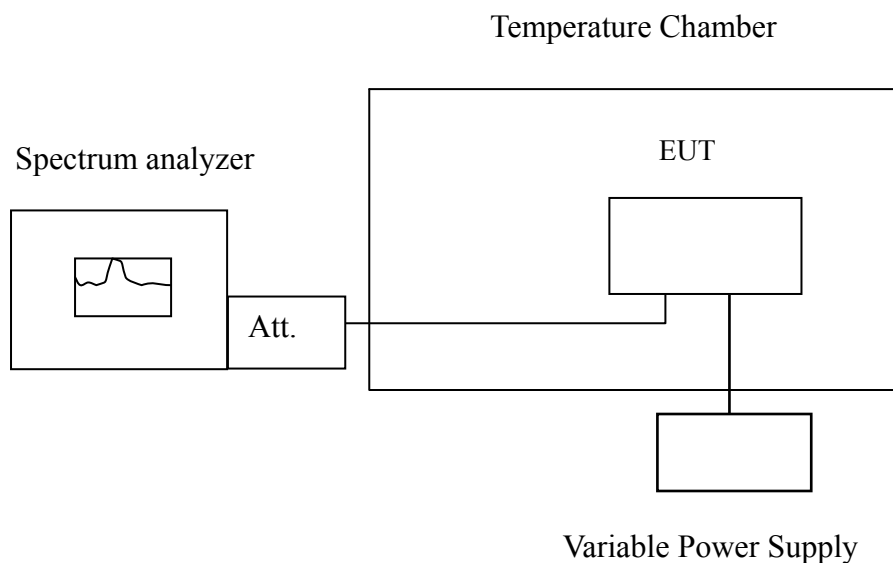 Temperature Chamber
Spectrum analyzer
EUT
Att.
Variable Power Supply